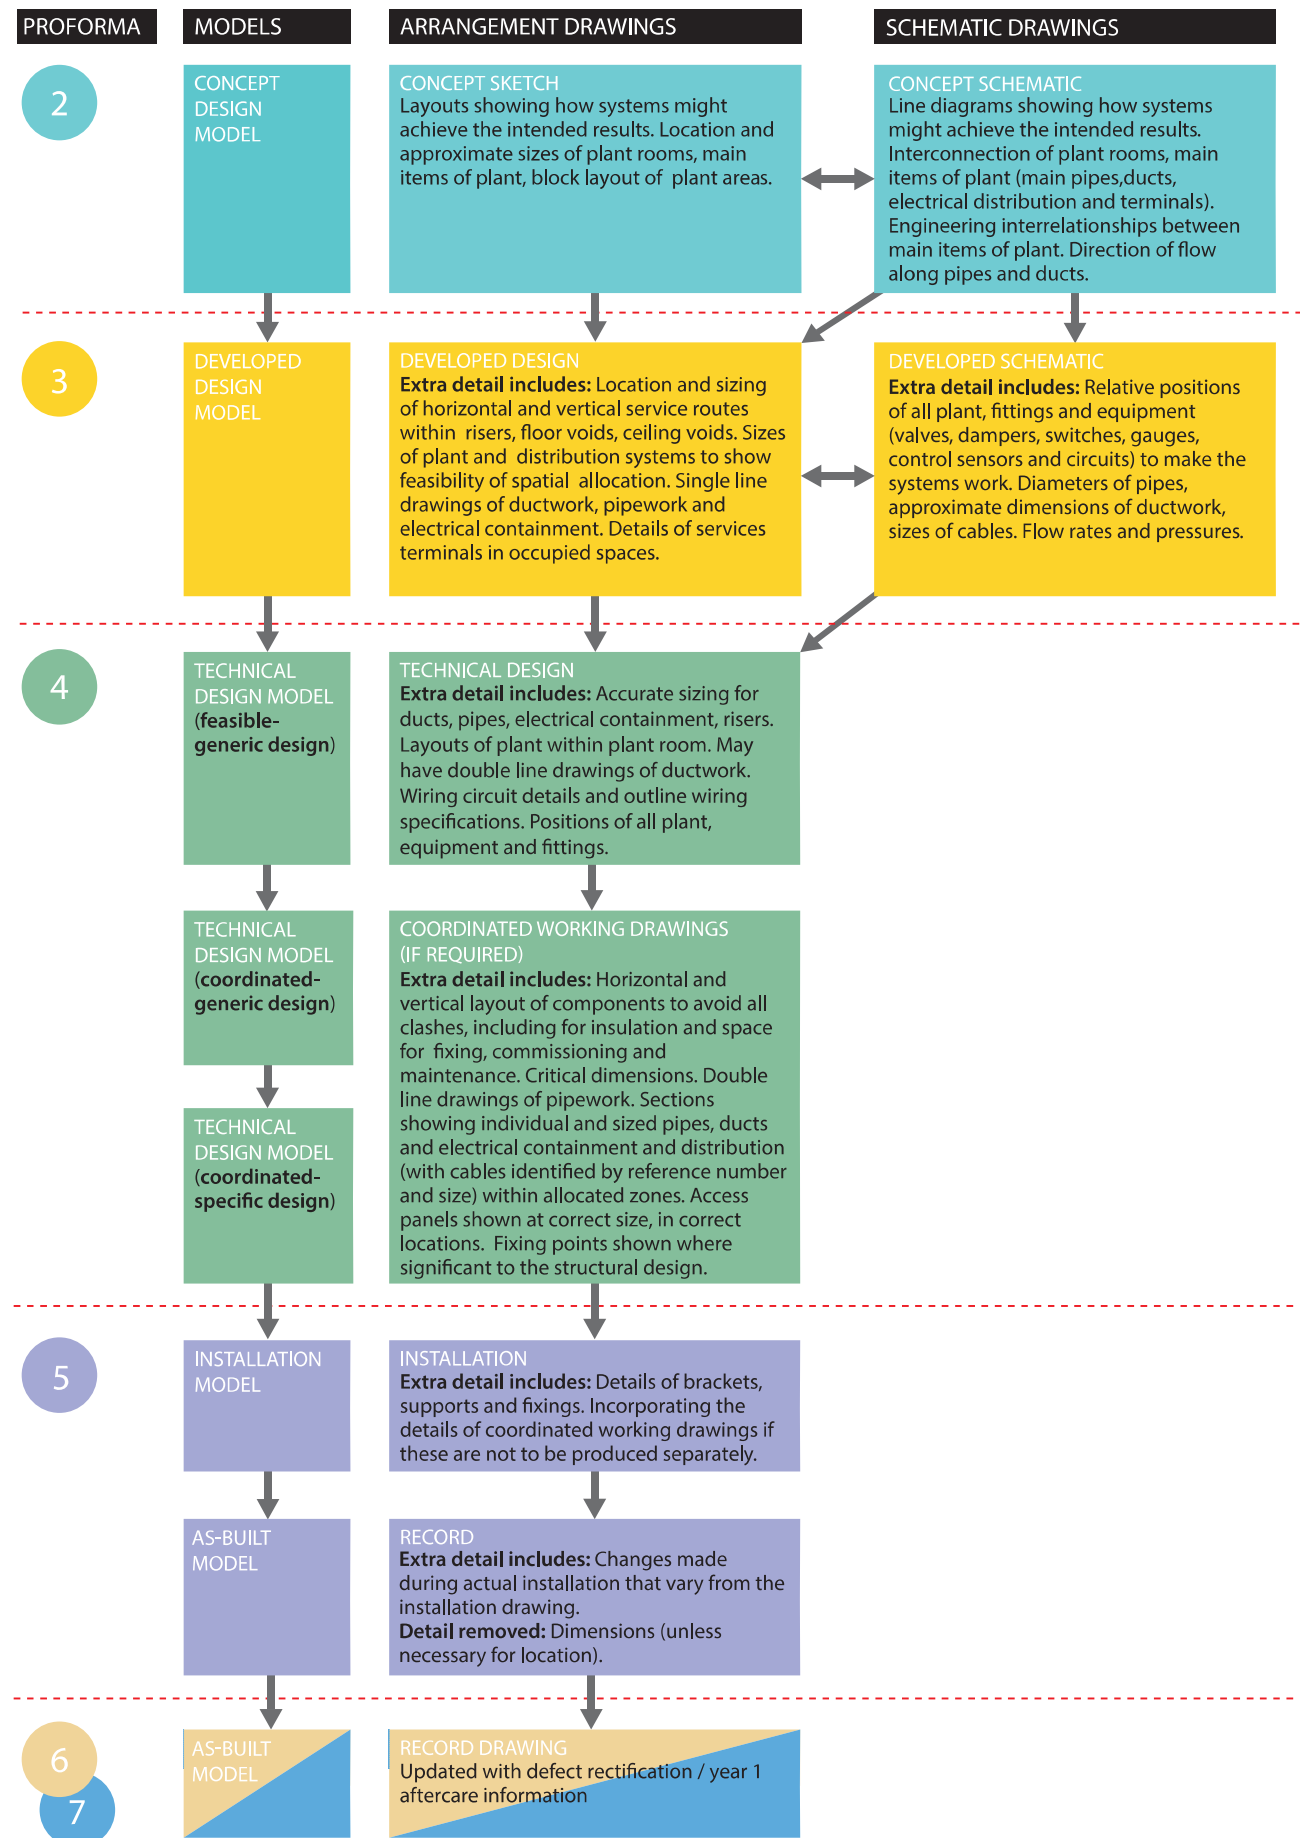 PROFORMA
MODELS
ARRANGEMENT DRAWINGS
SCHEMATIC DRAWINGS
2
CONCEPT
DESIGN
MODEL
CONCEPT SKETCH
Layouts showing how systems might
achieve the intended results. Location and
approximate sizes of plant rooms, main
items of plant, block layout of plant areas.
CONCEPT SCHEMATIC
Line diagrams showing how systems
might achieve the intended results.
Interconnection of plant rooms, main
items of plant (main pipes,ducts,
electrical distribution and terminals).
Engineering interrelationships between
main items of plant. Direction of flow
along pipes and ducts.
3
DEVELOPED
DESIGN
MODEL
DEVELOPED DESIGN
Extra detail includes: Location and sizing
of horizontal and vertical service routes
within risers, floor voids, ceiling voids. Sizes
of plant and distribution systems to show
feasibility of spatial allocation. Single line
drawings of ductwork, pipework and
electrical containment. Details of services
terminals in occupied spaces.
DEVELOPED SCHEMATIC
Extra detail includes: Relative positions
of all plant, fittings and equipment
(valves, dampers, switches, gauges,
control sensors and circuits) to make the
systems work. Diameters of pipes,
approximate dimensions of ductwork,
sizes of cables. Flow rates and pressures.
4
TECHNICAL
DESIGN MODEL
(feasible-
generic design)
TECHNICAL DESIGN
Extra detail includes: Accurate sizing for
ducts, pipes, electrical containment, risers.
Layouts of plant within plant room. May
have double line drawings of ductwork.
Wiring circuit details and outline wiring
specifications. Positions of all plant,
equipment and fittings.
TECHNICAL
DESIGN MODEL
(coordinated-
generic design)
TECHNICAL
DESIGN MODEL
(coordinated-
specific design)
COORDINATED WORKING DRAWINGS
(IF REQUIRED)
Extra detail includes: Horizontal and
vertical layout of components to avoid all
clashes, including for insulation and space
for fixing, commissioning and
maintenance. Critical dimensions. Double
line drawings of pipework. Sections
showing individual and sized pipes, ducts
and electrical containment and distribution
(with cables identified by reference number
and size) within allocated zones. Access
panels shown at correct size, in correct
locations. Fixing points shown where
significant to the structural design.
5
INSTALLATION
MODEL
INSTALLATION
Extra detail includes: Details of brackets,
supports and fixings. Incorporating the
details of coordinated working drawings if
these are not to be produced separately.
AS-BUILT
MODEL
RECORD
Extra detail includes: Changes made
during actual installation that vary from the
installation drawing.
Detail removed: Dimensions (unless
necessary for location).
6
7
AS-BUILT
MODEL
RECORD DRAWING
Updated with defect rectification / year 1
aftercare information